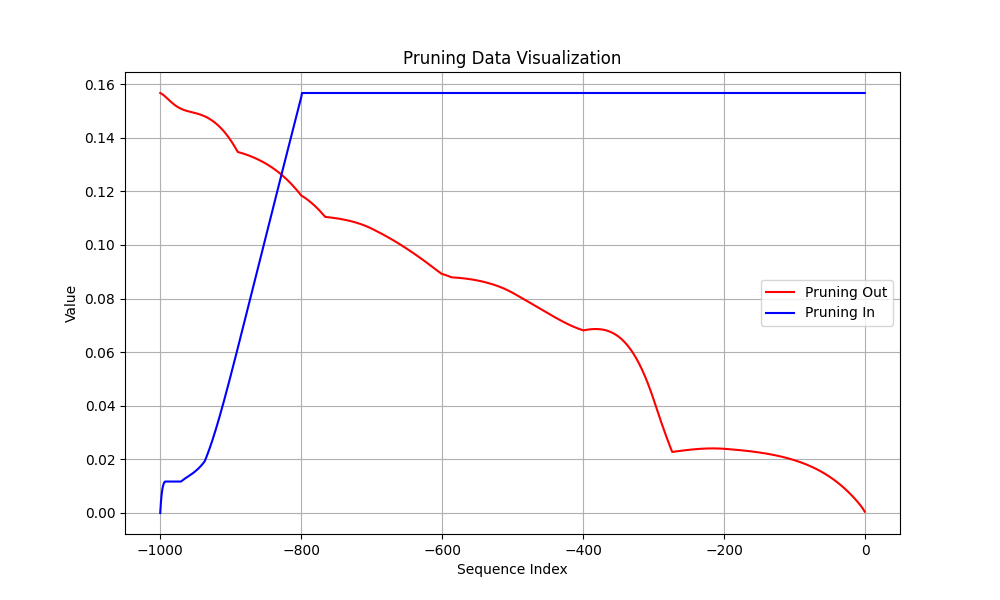 Pruning Data Visualization
0.16
0.14
0.12
0.10
0.08
0.06
0.04
0.02
0.00
Value
Pruning Out
Pruning In
−1000 −800 −600 −400 −200 0
Sequence Index